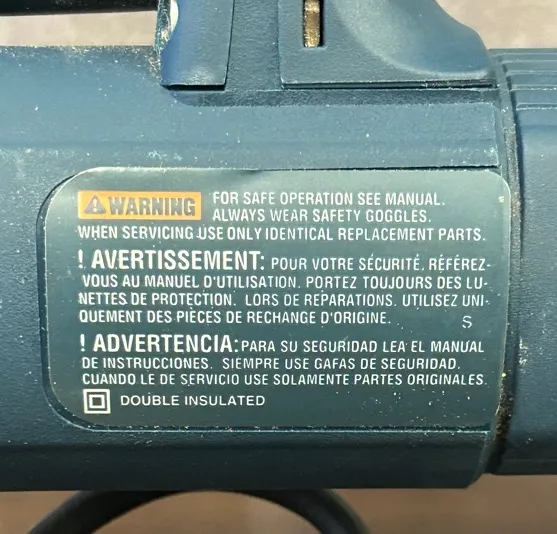 WARNING FOR SAFE OPERATION SEE MANUAL.
ALWAYS WEAR SAFETY GOGGLES.
WHEN SERVICING USE ONLY IDENTICAL REPLACEMENT PARTS.
! AVERTISSEMENT: POUR VOTRE SÉCURITÉ, RÉFÉREZ-
VOUS AU MANUEL D'UTILISATION. PORTEZ TOUJOURS DES LU-
NETTES DE PROTECTION. LORS DE REPARATIONS, UTILISEZ UNI-
QUEMENT DES PIÈCES DE RECHANGE D'ORIGINE.
S
! ADVERTENCIA: PARA SU SEGURIDAD LEA EL MANUAL
DE INSTRUCCIONES. SIEMPRE USE GAFAS DE SEGURIDAD.
CUANDO LE DE SERVICIO USE SOLAMENTE PARTES ORIGINALES.
DOUBLE INSULATED